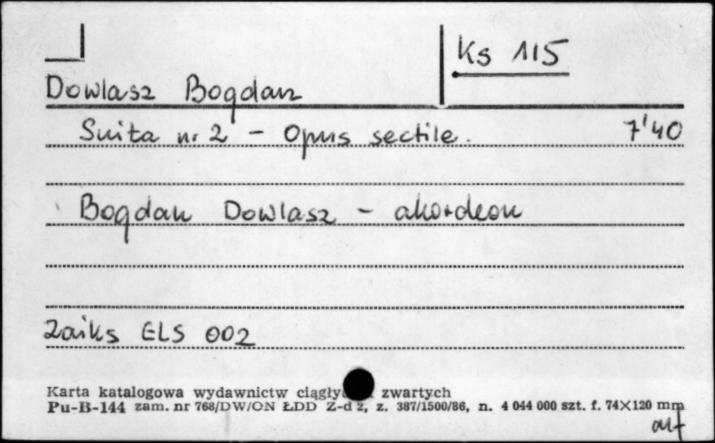 Ks 115
Dowlasz Bogdan
Suita nr 2 - Opus sectile. 7'40
Bogdan Dowlasz - akordeon
Zaiks ELS 002
Karta katalogowa wydawnictw ciągły zwartych
Pu-B-144 zam. nr 768/DW/ON ŁDD Z-d 2, z. 387/1500/86, n. 4 044 000 szt. f. 74×120 mm